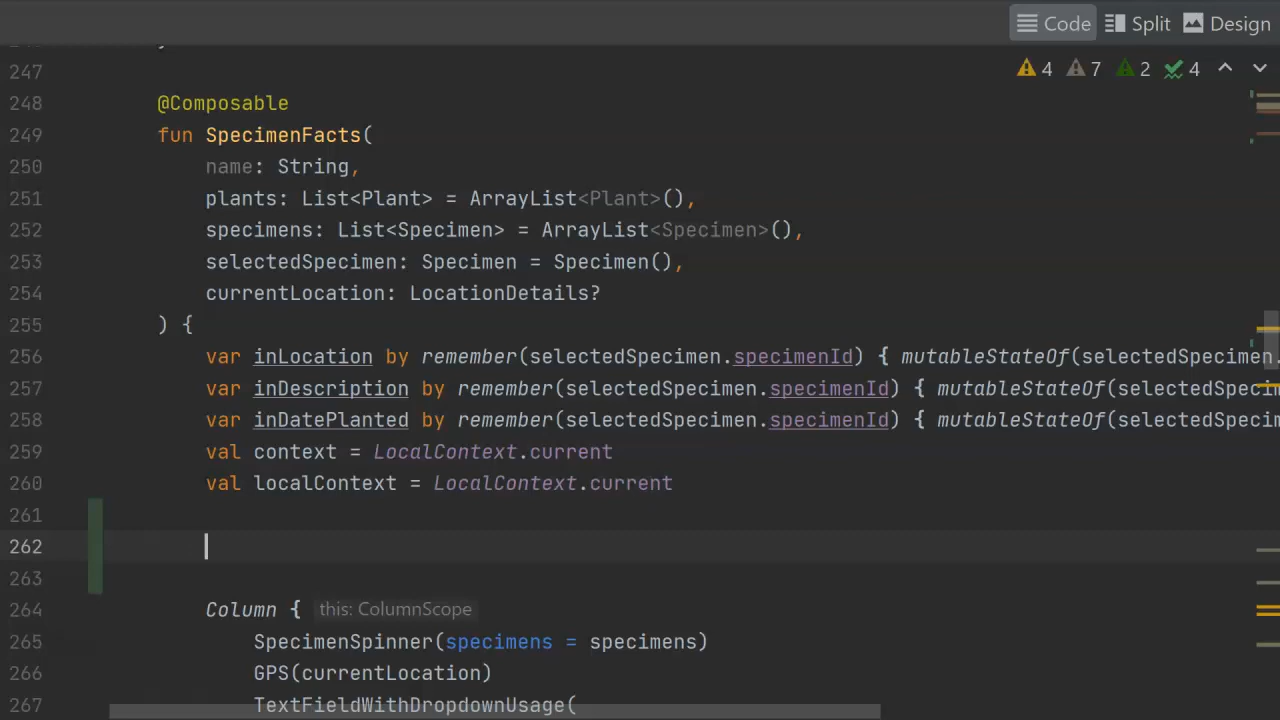 Code Split Design
4 7 2 4
247
248 @Composable
249 fun SpecimenFacts(
250 name: String,
251 plants: List<Plant> = ArrayList<Plant>(),
252 specimens: List<Specimen> = ArrayList<Specimen>(),
253 selectedSpecimen: Specimen = Specimen(),
254 currentLocation: LocationDetails?
255 ) {
256 var inLocation by remember(selectedSpecimen.specimenId) { mutableStateOf(selectedSpecimen.
257 var inDescription by remember(selectedSpecimen.specimenId) { mutableStateOf(selectedSpecim
258 var inDatePlanted by remember(selectedSpecimen.specimenId) { mutableStateOf(selectedSpecim
259 val context = LocalContext.current
260 val localContext = LocalContext.current
261
262
263
264 Column { this: ColumnScope
265 SpecimenSpinner(specimens = specimens)
266 GPS(currentLocation)
267 TextFieldWithDropdownUsage(